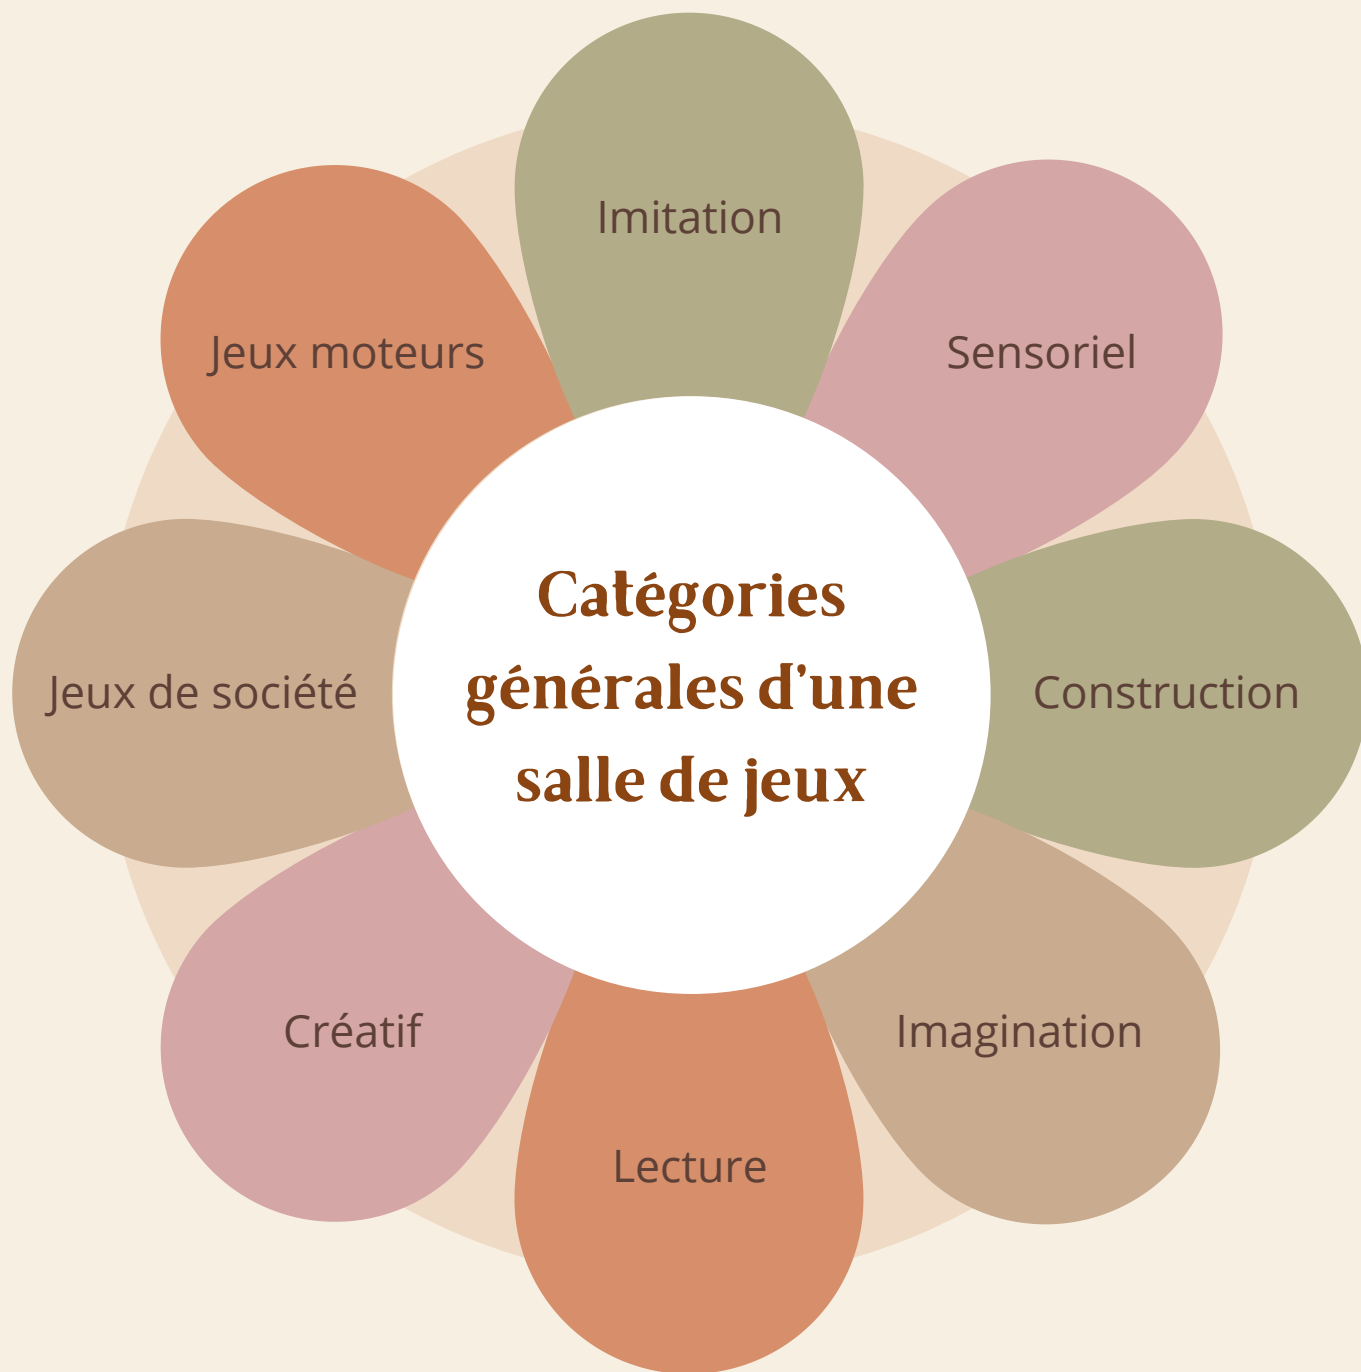 Imitation
Sensoriel
Construction
Imagination
Lecture
Créatif
Jeux de société
Jeux moteurs
Catégories
générales d'une
salle de jeux